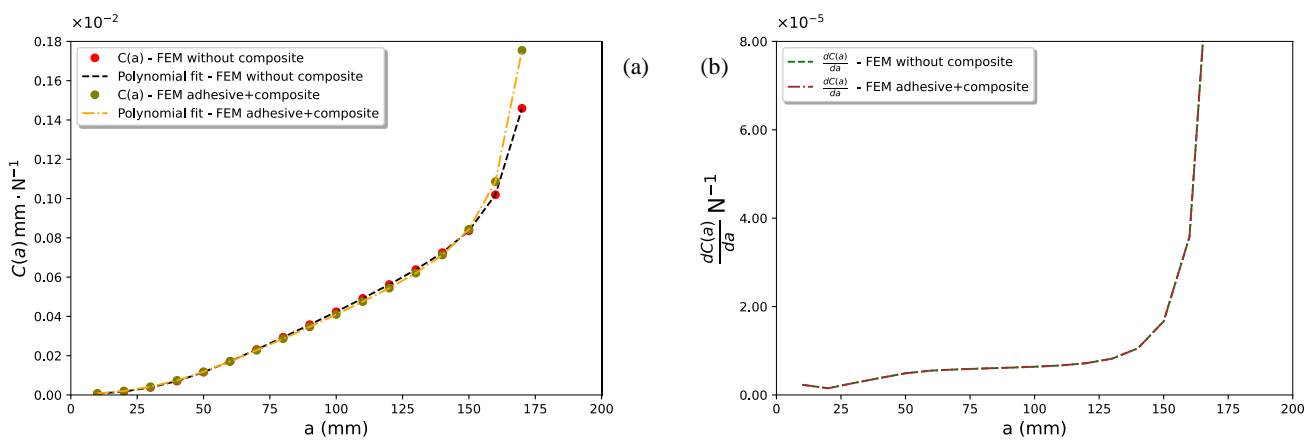 ×10⁻²
0.18
0.16
0.14
0.12
0.10
0.08
0.06
0.04
0.02
0.00
C(a) mm · N⁻¹
C(a) - FEM without composite
Polynomial fit - FEM without composite
C(a) - FEM adhesive+composite
Polynomial fit - FEM adhesive+composite
0 25 50 75 100 125 150 175 200
a (mm)
(a)
(b)
×10⁻⁵
8.00
6.00
4.00
2.00
0.00
dC(a)/da N⁻¹
dC(a)/da - FEM without composite
dC(a)/da - FEM adhesive+composite
0 25 50 75 100 125 150 175 200
a (mm)